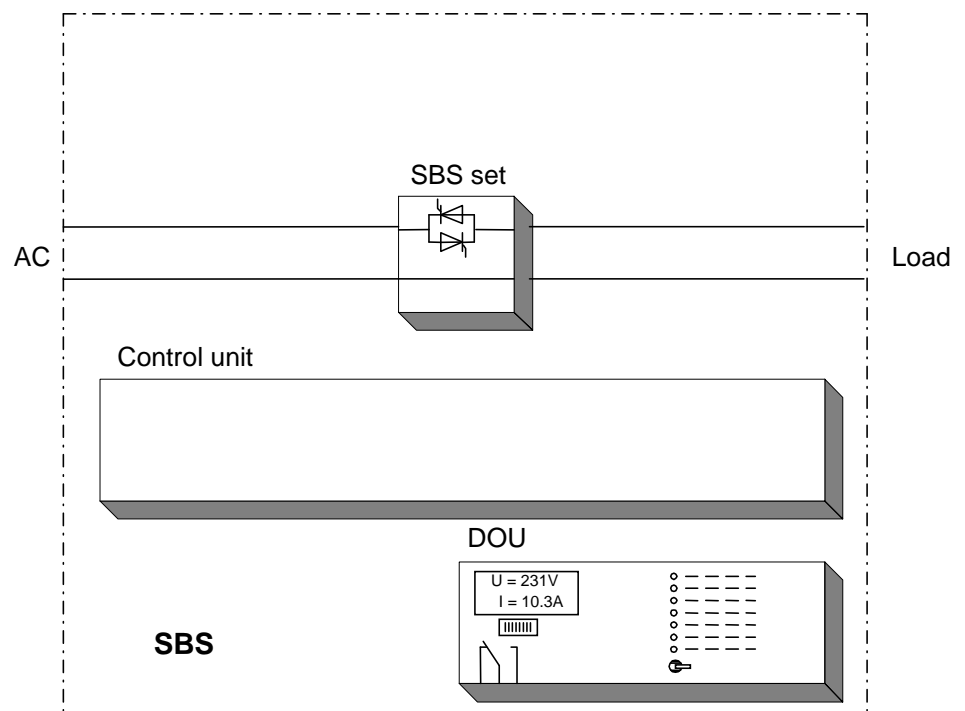 SBS set
AC
Load
Control unit
DOU
U = 231V
I = 10.3A
SBS